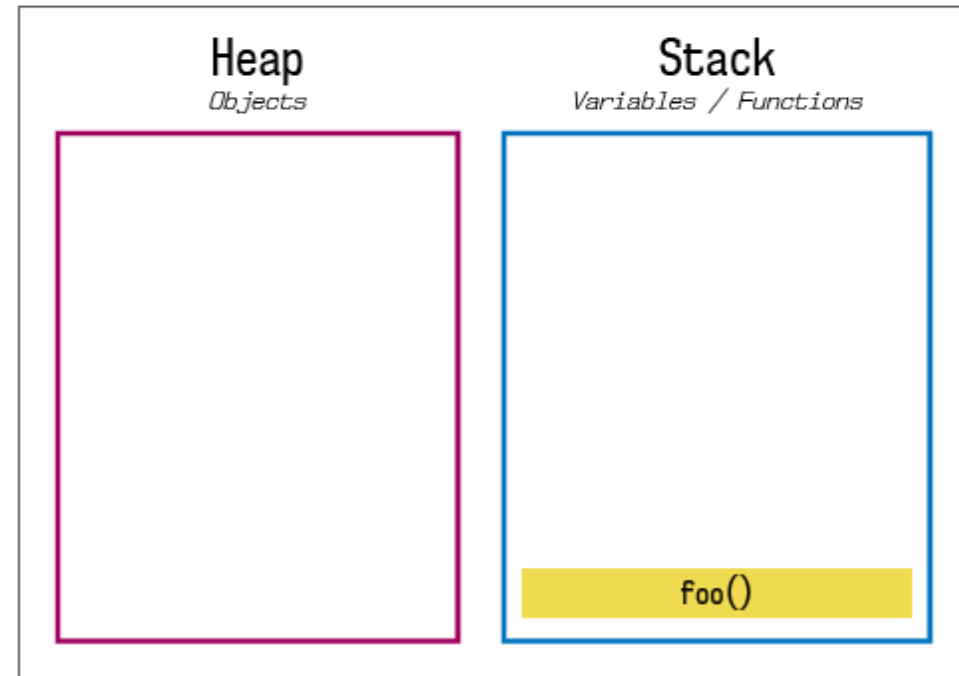 Heap
Objects
Stack
Variables / Functions
foo()